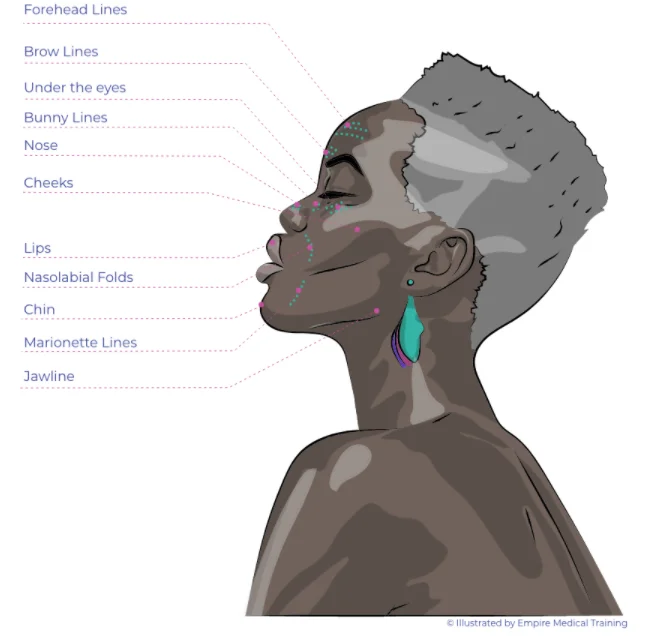 Forehead Lines
Brow Lines
Under the eyes
Bunny Lines
Nose
Cheeks
Lips
Nasolabial Folds
Chin
Marionette Lines
Jawline
© Illustrated by Empire Medical Training